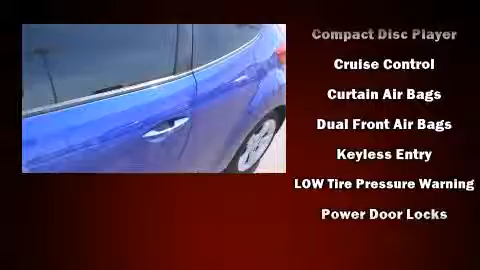 Compact Disc Player
Cruise Control
Curtain Air Bags
Dual Front Air Bags
Keyless Entry
LOW Tire Pressure Warning
Power Door Locks